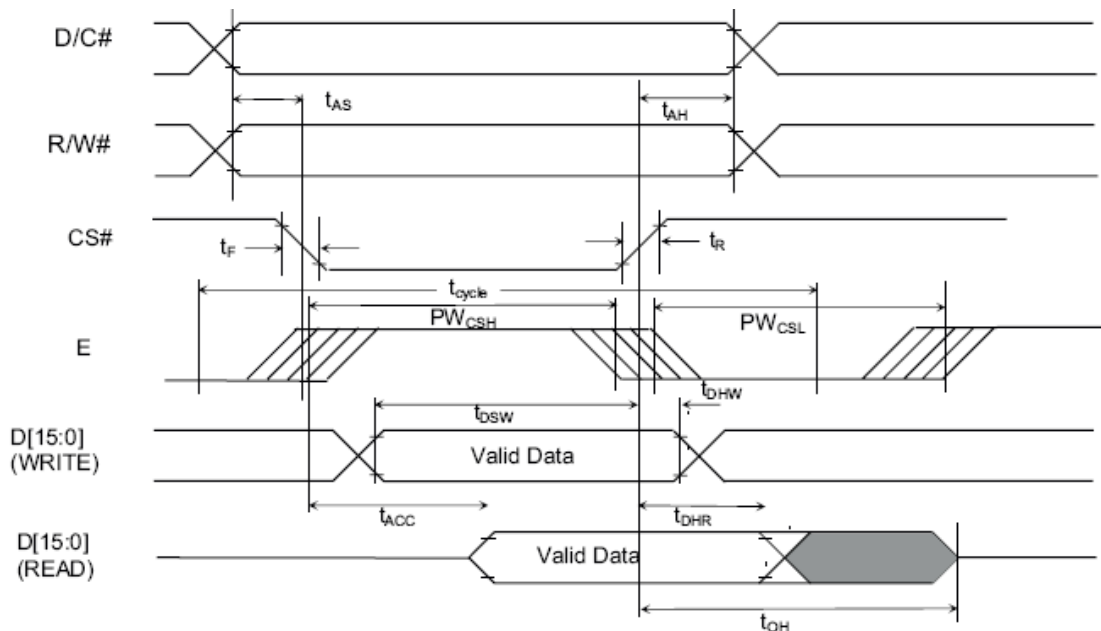 D/C#
tAS
tAH
R/W#
CS#
tF
tR
tcycle
PWCSH
PWCSL
E
tDHW
tDSW
D[15:0]
(WRITE)
Valid Data
tACC
tDHR
D[15:0]
(READ)
Valid Data
tOH